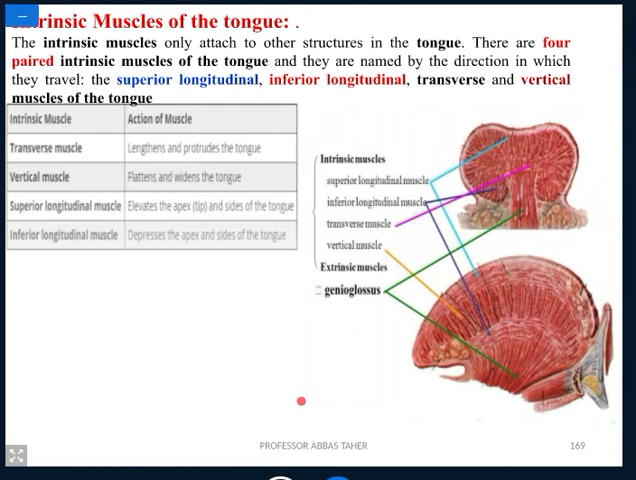 Intrinsic Muscles of the tongue: .
The intrinsic muscles only attach to other structures in the tongue. There are four
paired intrinsic muscles of the tongue and they are named by the direction in which
they travel: the superior longitudinal, inferior longitudinal, transverse and vertical
muscles of the tongue
Intrinsic Muscle Action of Muscle
Transverse muscle Lengthens and protrudes the tongue
Vertical muscle Flattens and widens the tongue
Superior longitudinal muscle Elevates the apex (tip) and sides of the tongue
Inferior longitudinal muscle Depresses the apex and sides of the tongue
Intrinsic muscles
superior longitudinal muscle
inferior longitudinal muscle
transverse muscle
vertical muscle
Extrinsic muscles
genioglossus
PROFESSOR ABBAS TAHER 169